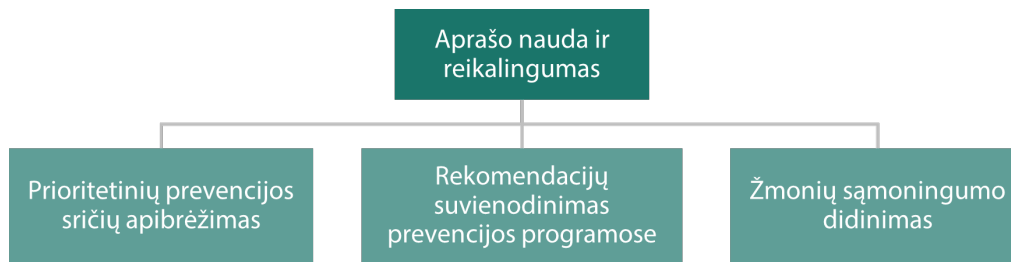 Aprašo nauda ir
reikalingumas
Prioritetinių prevencijos
sričių apibrėžimas
Rekomendacijų
suvienodinimas
prevencijos programose
Žmonių sąmoningumo
didinimas